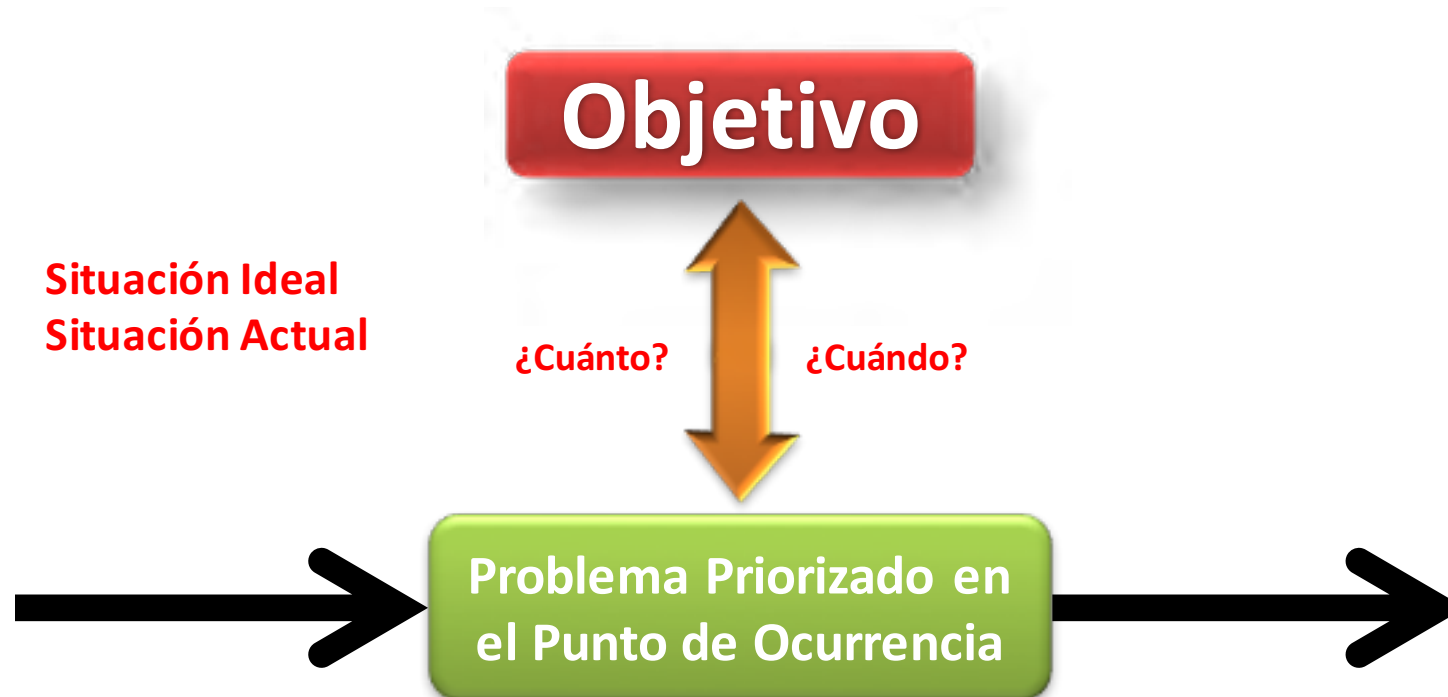 Objetivo
Situación Ideal
Situación Actual
¿Cuánto?
¿Cuándo?
Problema Priorizado en
el Punto de Ocurrencia